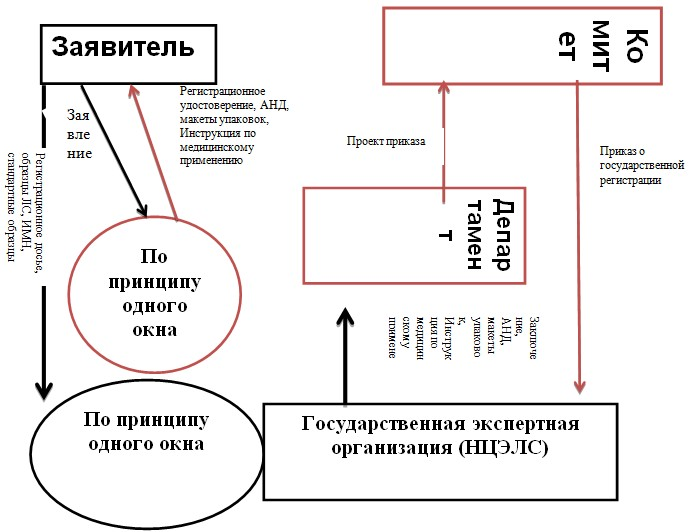 Заявитель
Ко
мит
ет
Зая
вле
ние
Регистрационное
удостоверение, АНД,
макеты упаковок,
Инструкция по
медицинскому
применению
Проект приказа
Приказ о
государственной
регистрации
Регистрационное досье,
образцы ЛС, ИМН,
стандартные образцы
Депар
тамен
т
По
принципу
одного
окна
Заключе
ние,
АНД,
макеты
упаково
к,
Инструк
ция по
медицин
скому
примене
По принципу
одного окна
Государственная экспертная
организация (НЦЭЛС)